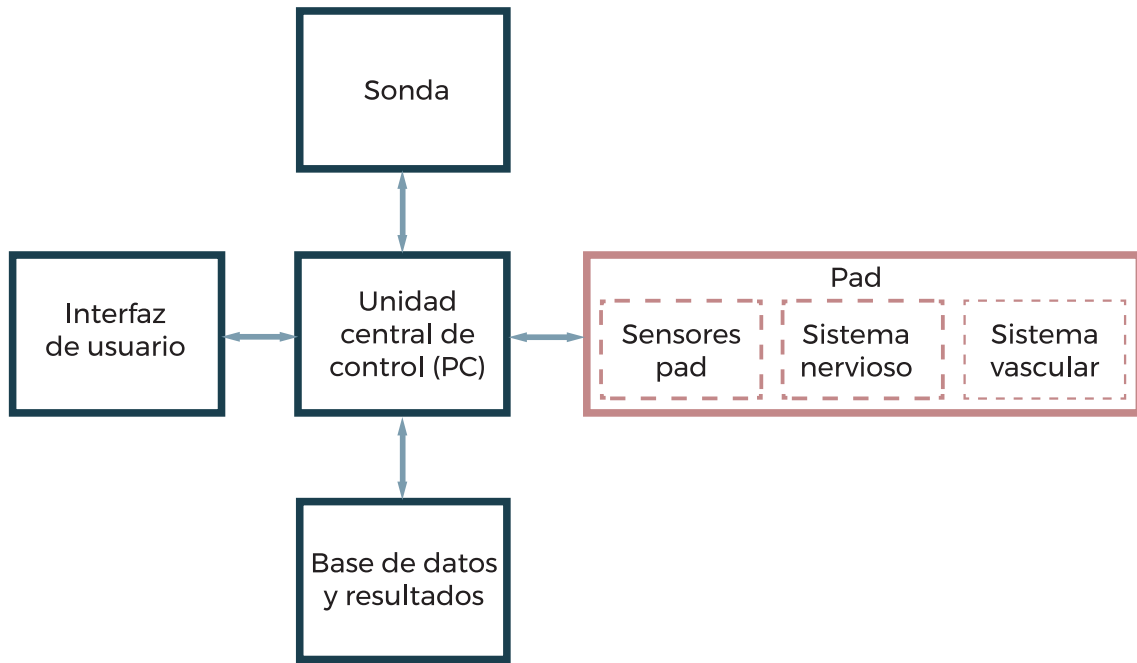 Sonda
Interfaz
de usuario
Unidad
central de
control (PC)
Pad
Sensores
pad
Sistema
nervioso
Sistema
vascular
Base de datos
y resultados